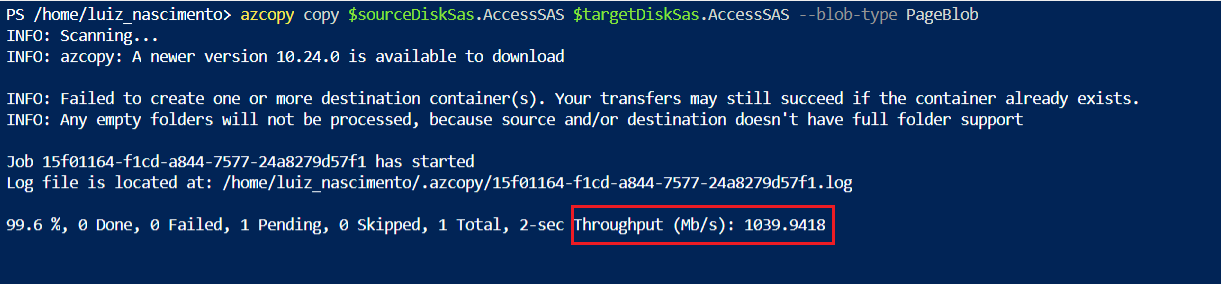 PS /home/luiz_nascimento> azcopy copy $sourceDiskSas.AccessSAS $targetDiskSas.AccessSAS --blob-type PageBlob
INFO: Scanning...
INFO: azcopy: A newer version 10.24.0 is available to download
INFO: Failed to create one or more destination container(s). Your transfers may still succeed if the container already exists.
INFO: Any empty folders will not be processed, because source and/or destination doesn't have full folder support
Job 15f01164-f1cd-a844-7577-24a8279d57f1 has started
Log file is located at: /home/luiz_nascimento/.azcopy/15f01164-f1cd-a844-7577-24a8279d57f1.log
99.6 %, 0 Done, 0 Failed, 1 Pending, 0 Skipped, 1 Total, 2-sec Throughput (Mb/s): 1039.9418